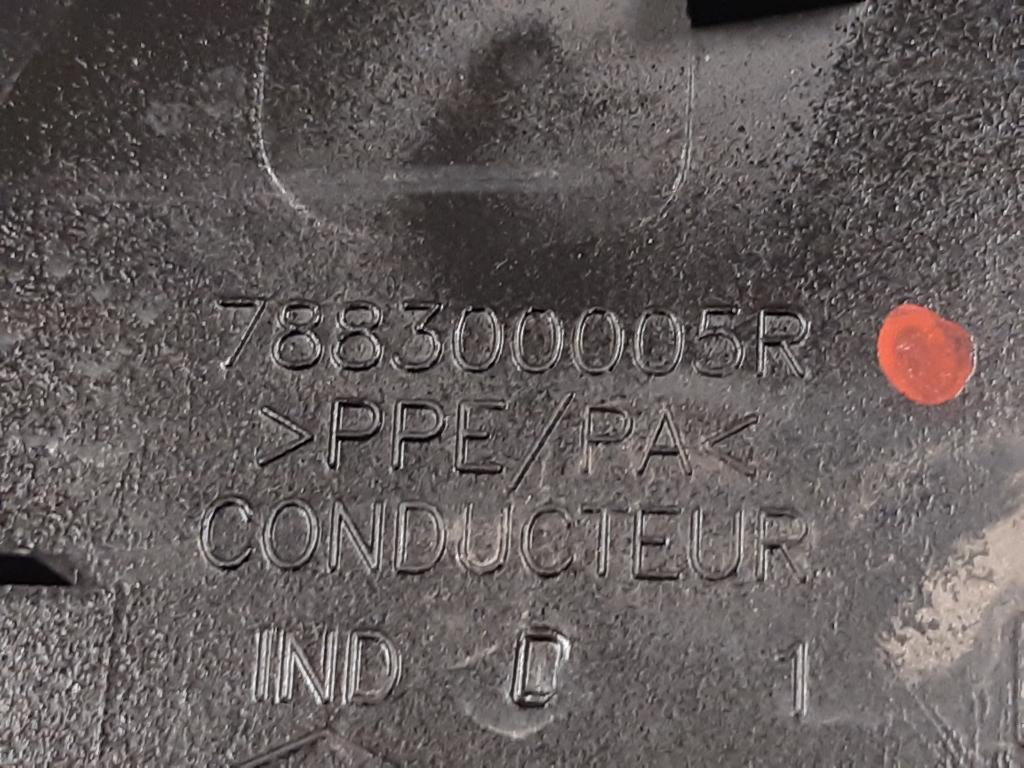 788300005R
>PPE/PA<
CONDUCTEUR
IND D 1